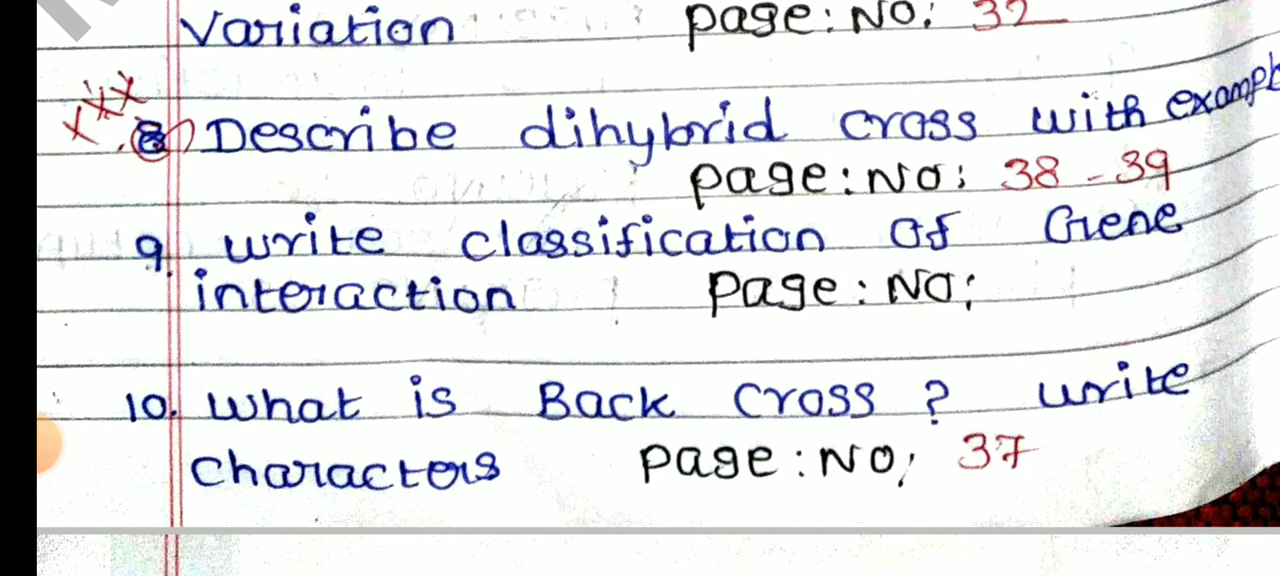 Variation page: No: 32
xxx
8 Describe dihybrid cross with
page: No: 38 - 39
9. write classification of Gene
interaction page: No:
10. What is Back Cross ? write
Characters page: No: 37